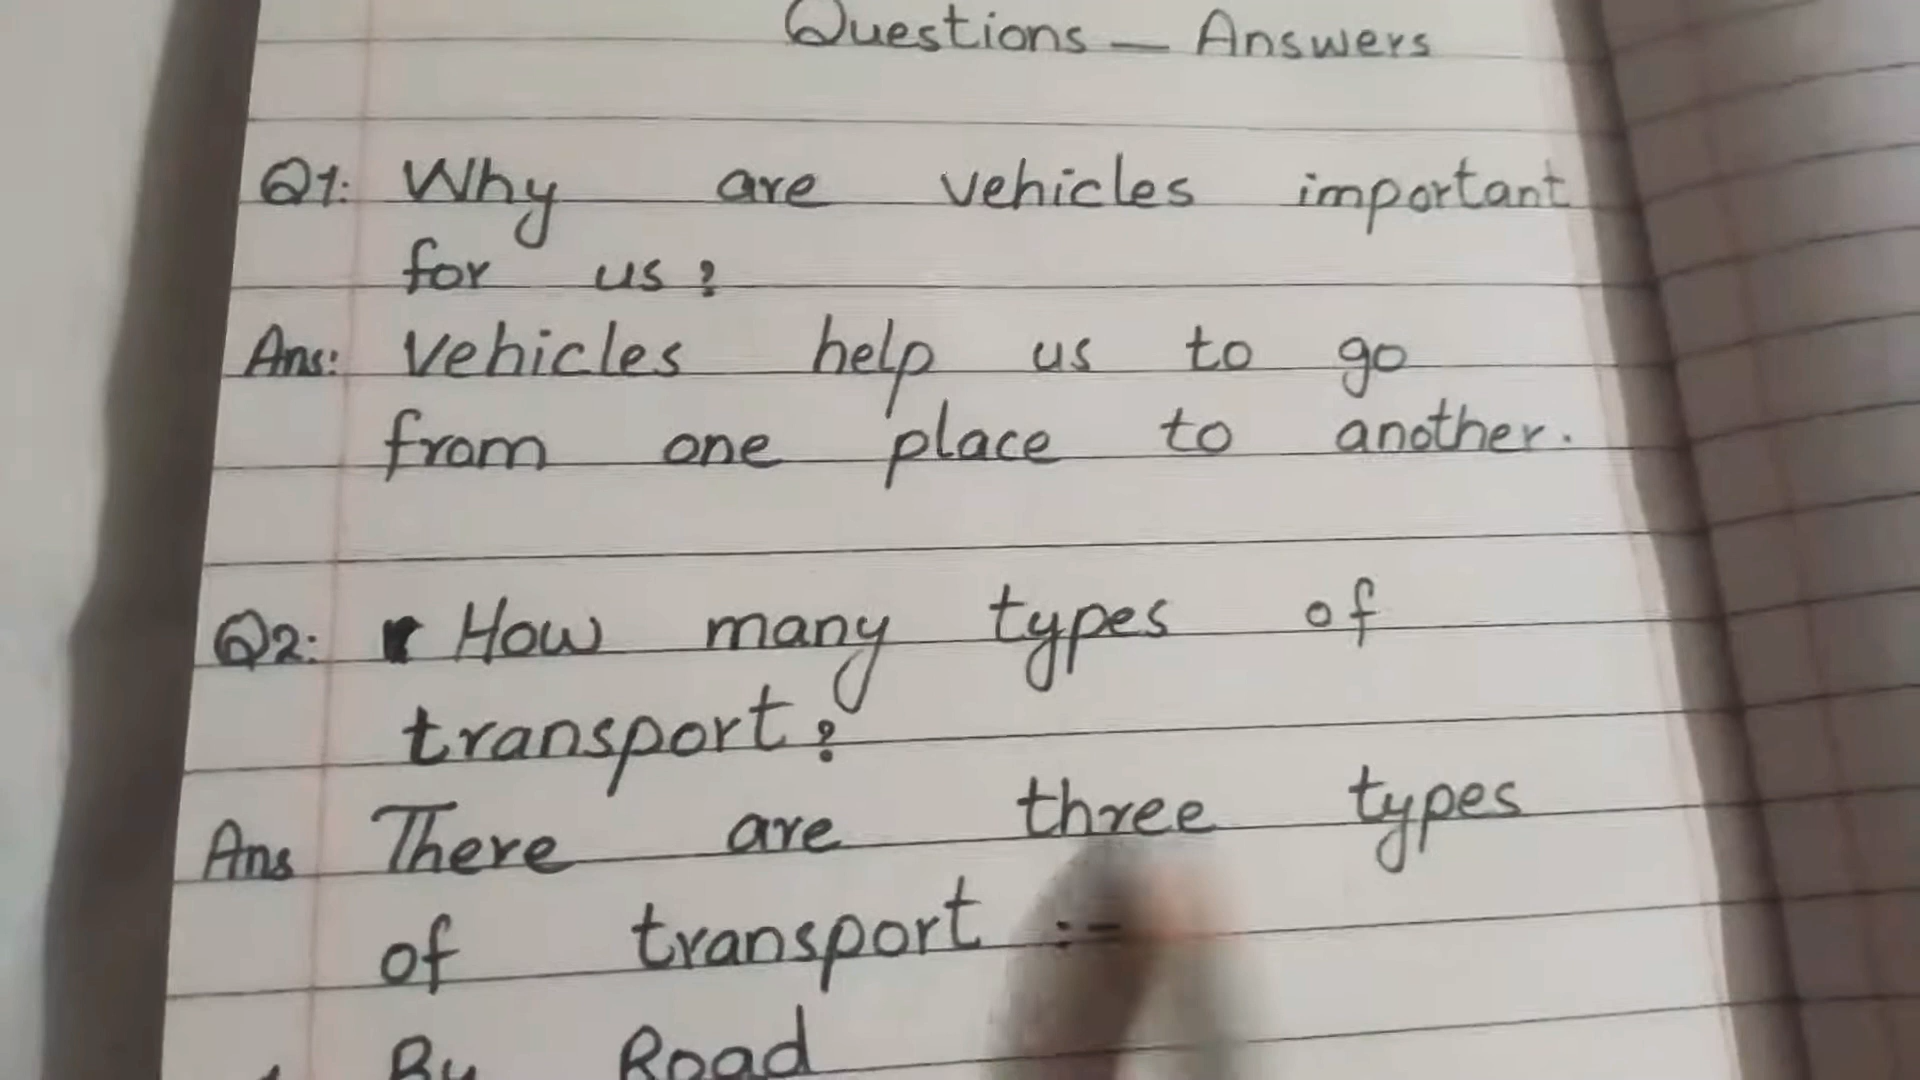 Questions — Answers
Q1: Why are vehicles important
for us?
Ans: Vehicles help us to go
from one place to another.
Q2: How many types of
transport?
Ans There are three types
of transport :-
By Road